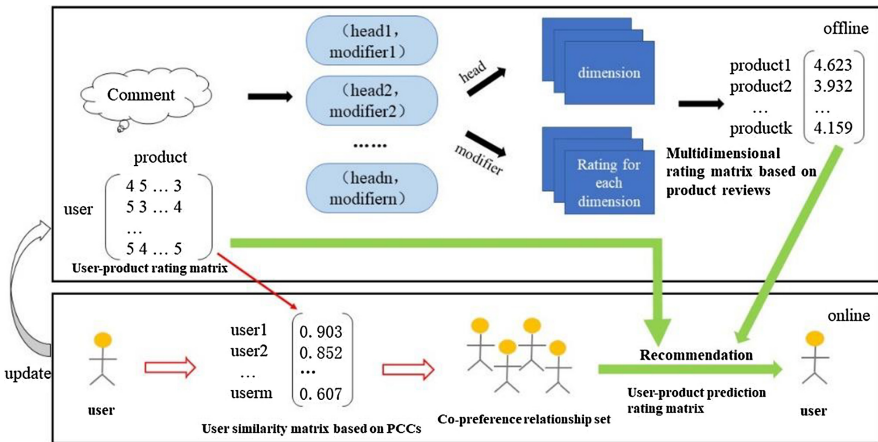 offline
(head1,
modifier1)
(head2,
modifier2)
……
(headn,
modifiern)
Comment
head
modifier
dimension
Rating for
each
dimension
product1
product2
...
productk
4.623
3.932
...
4.159
Multidimensional
rating matrix based on
product reviews
product
user
4 5 ... 3
5 3 ... 4
...
5 4 ... 5
User-product rating matrix
update
online
user
user1
user2
...
userm
0.903
0.852
...
0.607
User similarity matrix based on PCCs
Co-preference relationship set
Recommendation
User-product prediction
rating matrix
user